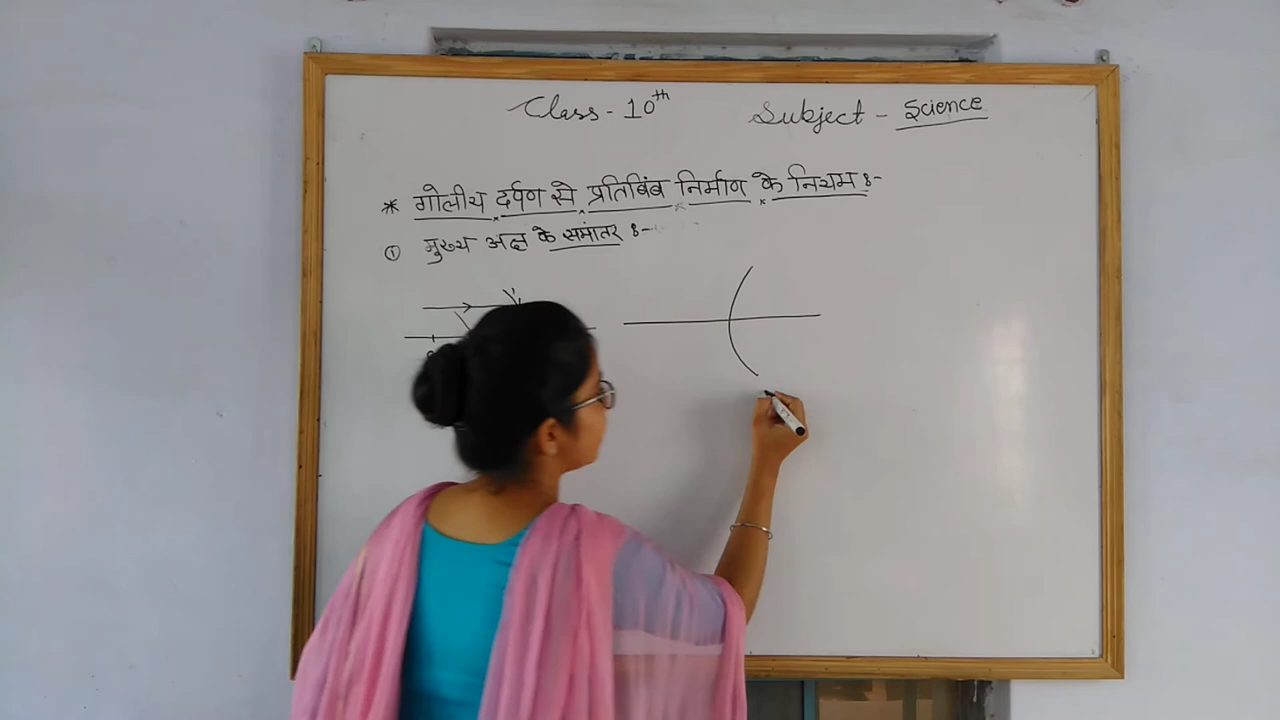 Class - 10th Subject - Science
* गोलीय दर्पण से प्रतिबिंब निर्माण के नियम :-
① मुख्य अक्ष के समांतर :-